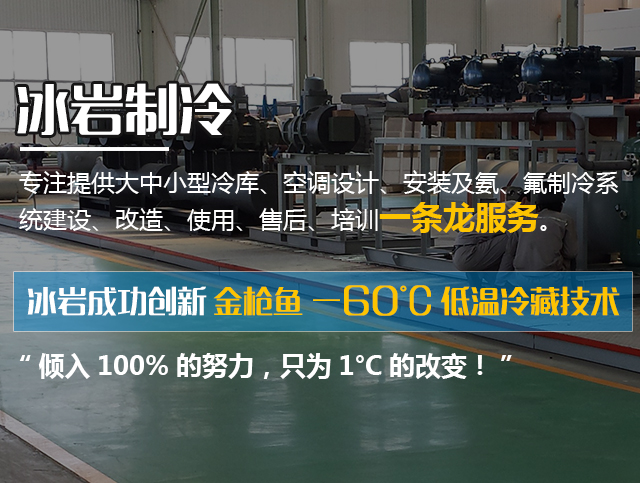 冰岩制冷
专注提供大中小型冷库、空调设计、安装及氨、氟制冷系
统建设、改造、使用、售后、培训一条龙服务。
冰岩成功创新 金枪鱼 －60℃ 低温冷藏技术
“ 倾入 100% 的努力，只为 1°C 的改变！ ”